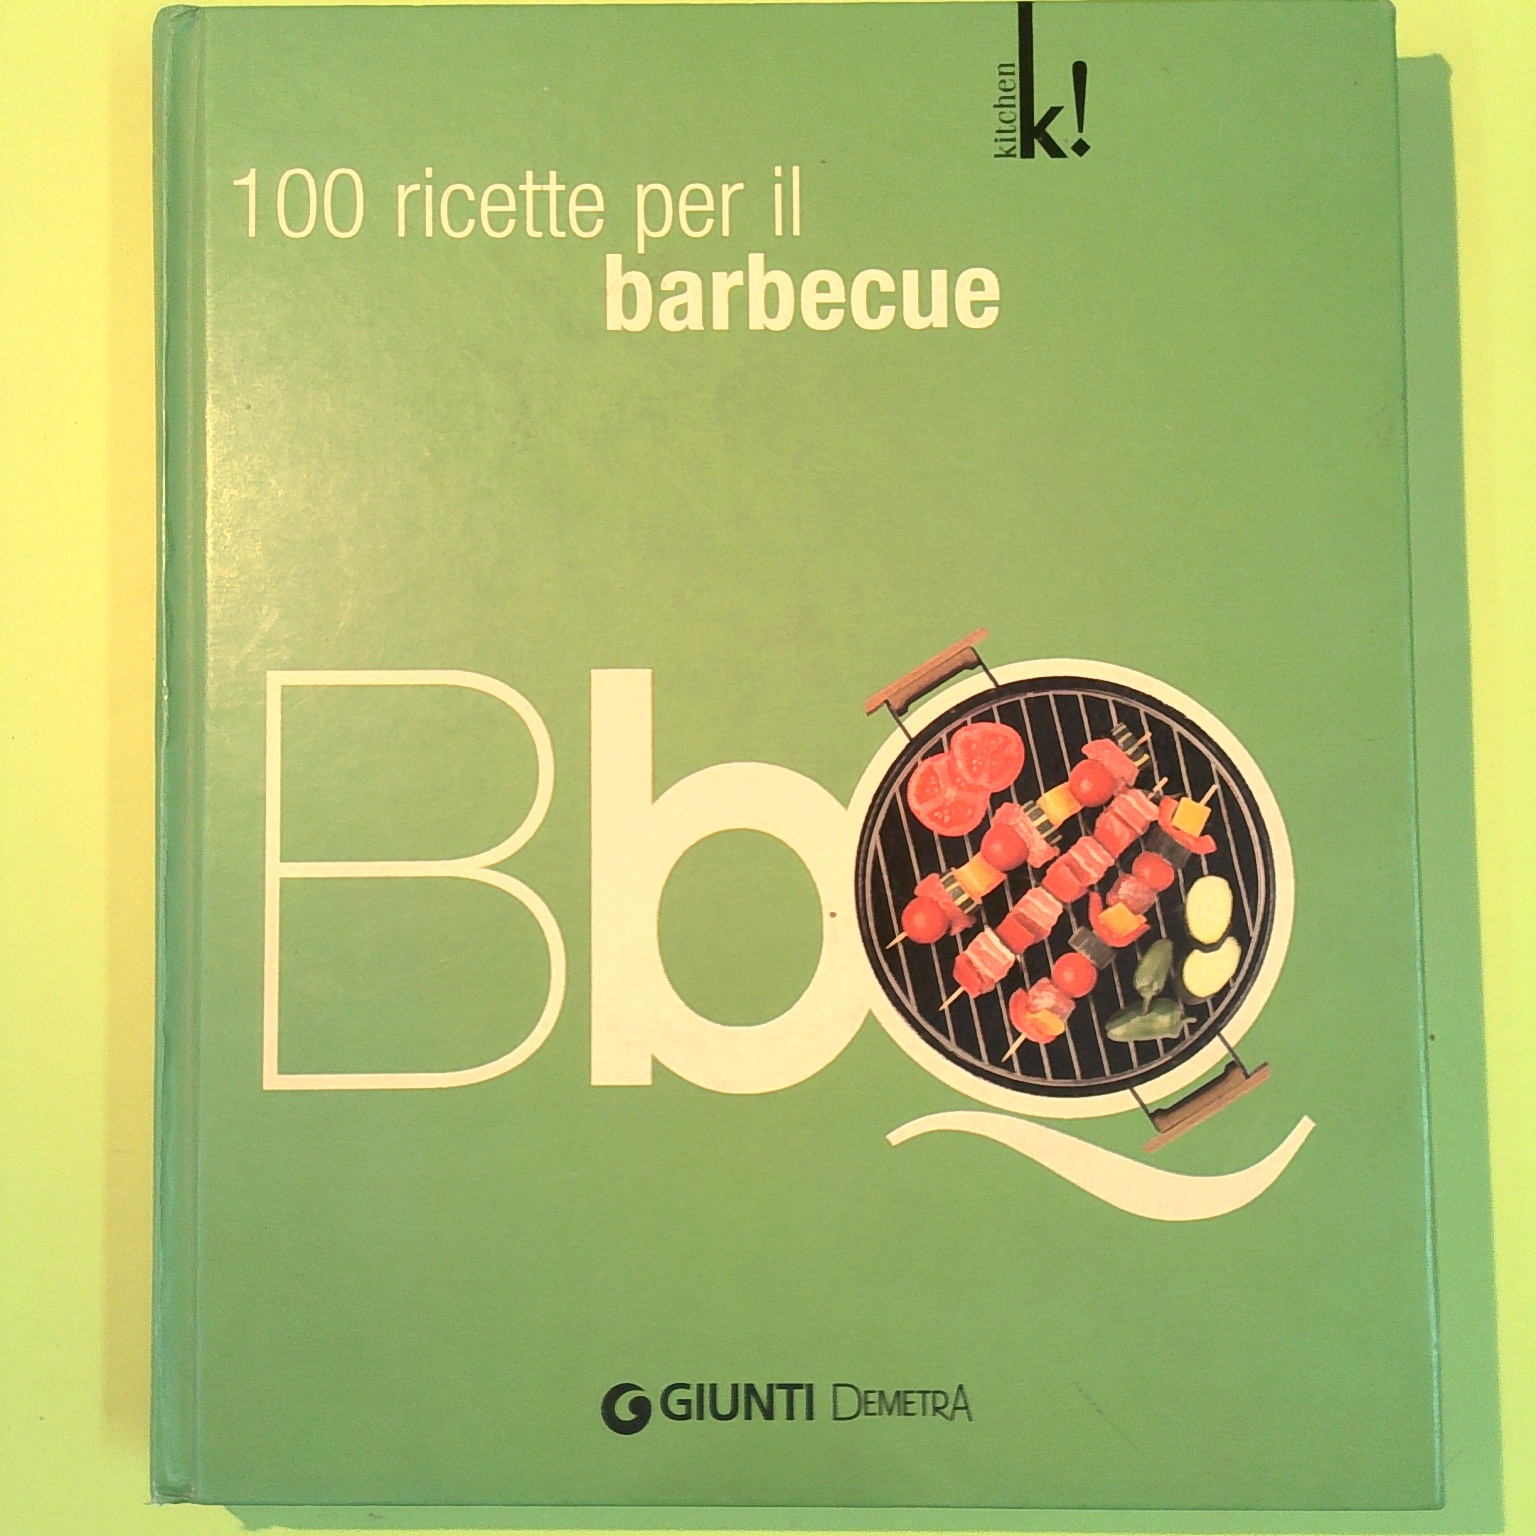 kitchen
k!
100 ricette per il
barbecue
BbQ
GIUNTI DEMETRA